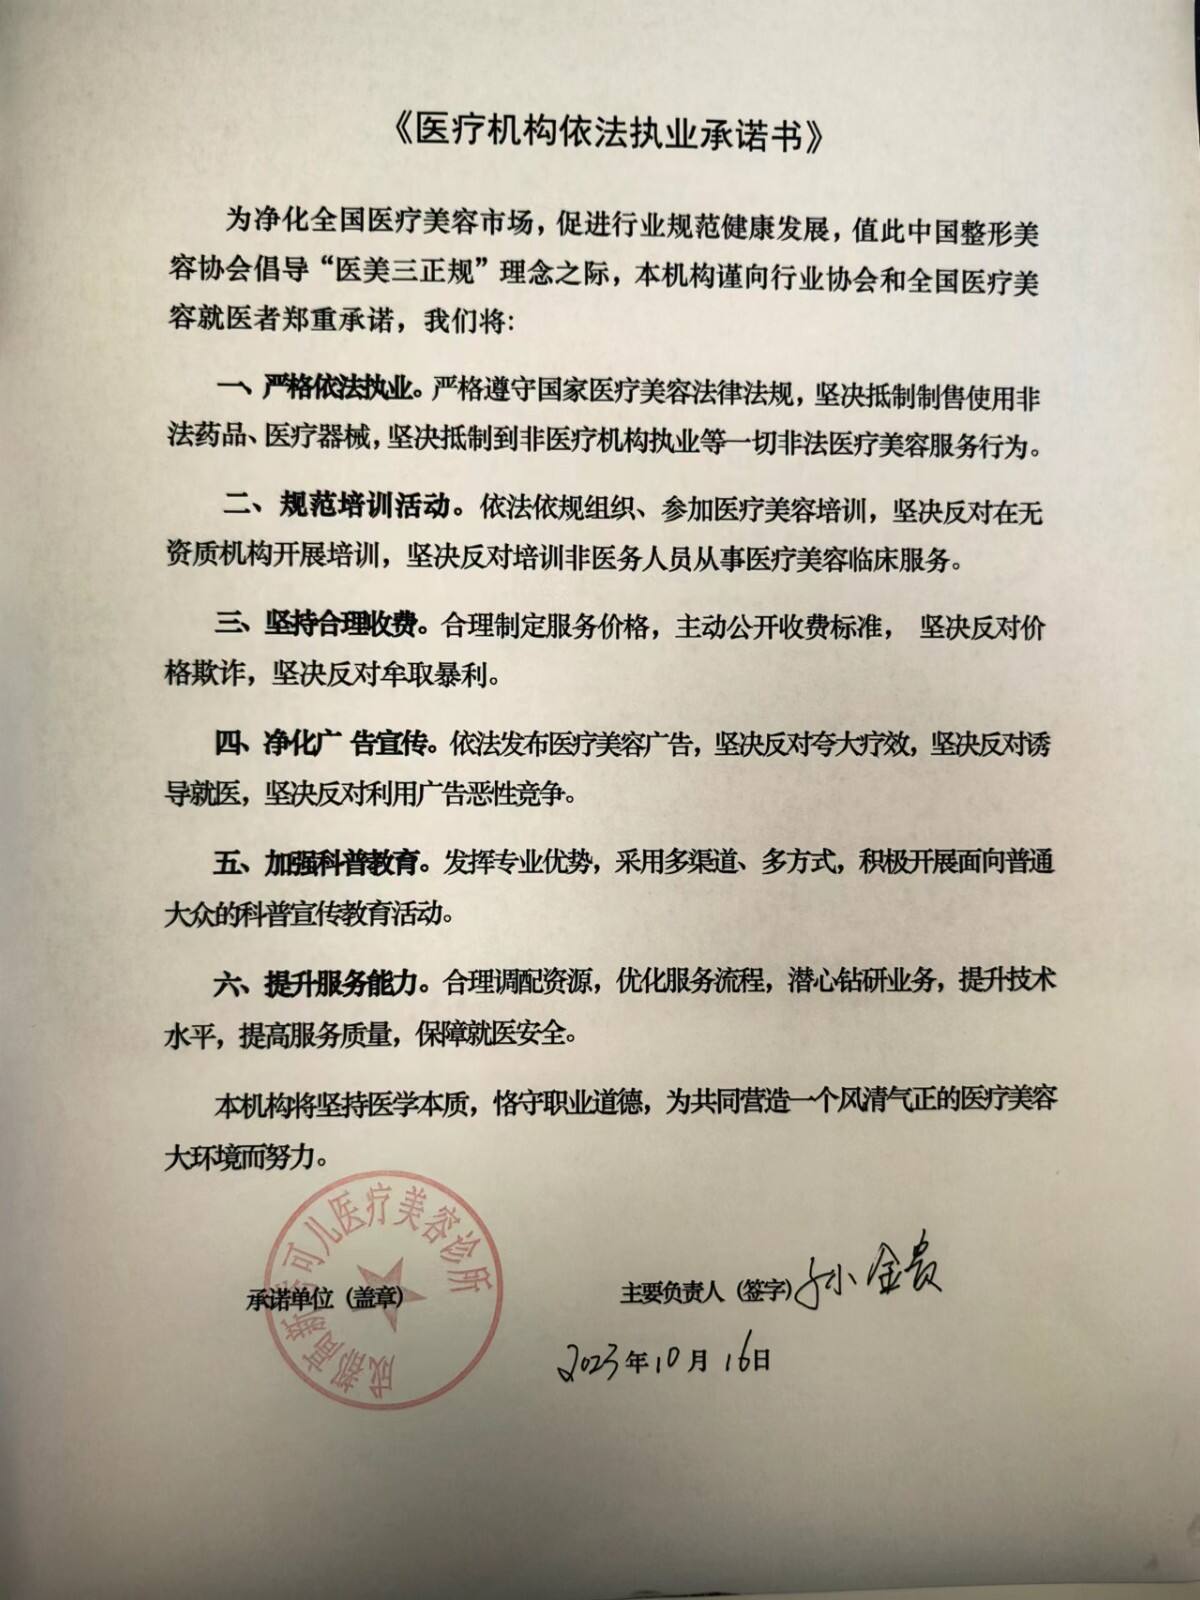 《医疗机构依法执业承诺书》
为净化全国医疗美容市场，促进行业规范健康发展，值此中国整形美
容协会倡导“医美三正规”理念之际，本机构谨向行业协会和全国医疗美
容就医者郑重承诺，我们将：
一、严格依法执业。严格遵守国家医疗美容法律法规，坚决抵制制售使用非
法药品、医疗器械，坚决抵制到非医疗机构执业等一切非法医疗美容服务行为。
二、规范培训活动。依法依规组织、参加医疗美容培训，坚决反对在无
资质机构开展培训，坚决反对培训非医务人员从事医疗美容临床服务。
三、坚持合理收费。合理制定服务价格，主动公开收费标准， 坚决反对价
格欺诈，坚决反对牟取暴利。
四、净化广 告宣传。依法发布医疗美容广告，坚决反对夸大疗效，坚决反对诱
导就医，坚决反对利用广告恶性竞争。
五、加强科普教育。发挥专业优势，采用多渠道、多方式，积极开展面向普通
大众的科普宣传教育活动。
六、提升服务能力。合理调配资源，优化服务流程，潜心钻研业务，提升技术
水平，提高服务质量，保障就医安全。
本机构将坚持医学本质，恪守职业道德，为共同营造一个风清气正的医疗美容
大环境而努力。
成都高新 可儿医疗美容诊所
承诺单位（盖章） 主要负责人（签字）孙金贵
2023年10月16日